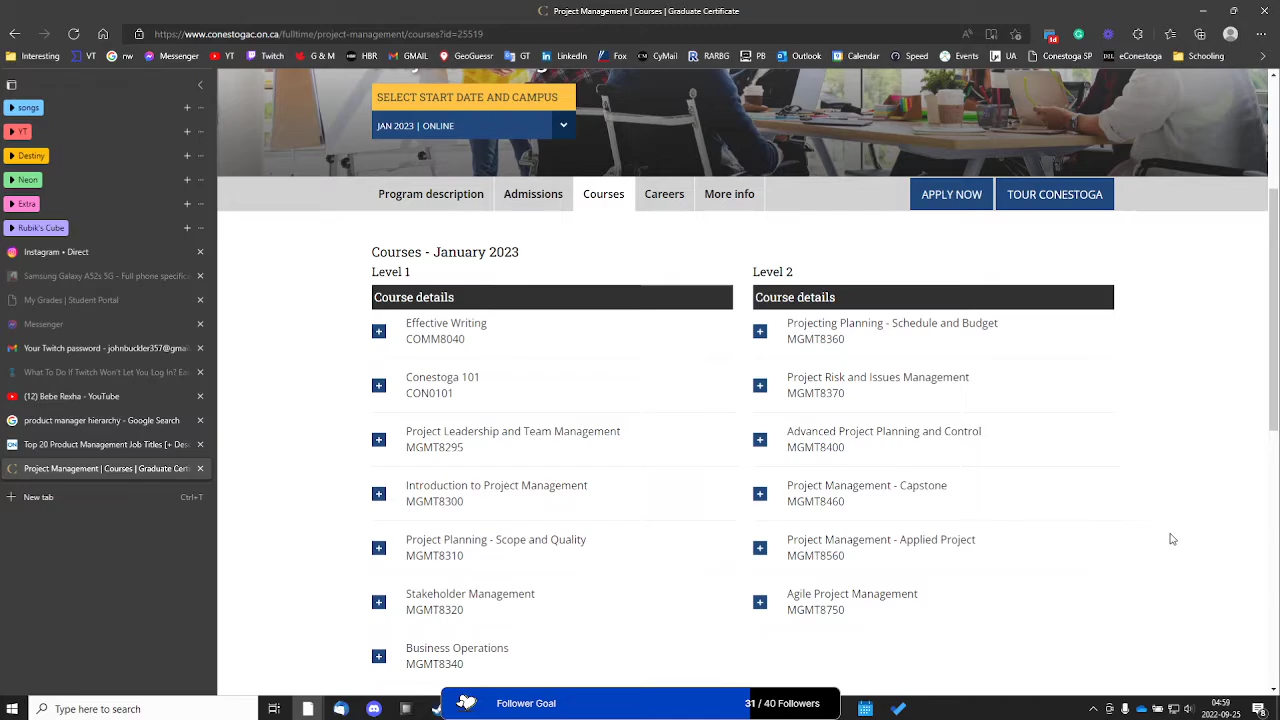 Project Management | Courses | Graduate Certificate
https://www.conestogac.on.ca/fulltime/project-management/courses?id=25519
Interesting VT nw Messenger YT Twitch G & M HBR GMAIL GeoGuessr GT LinkedIn Fox CyMail RARBG PB Outlook Calendar Speed Events UA Conestoga SP eConestoga Schooling
SELECT START DATE AND CAMPUS
JAN 2023 | ONLINE
Program description Admissions Courses Careers More info APPLY NOW TOUR CONESTOGA
songs
YT
Destiny
Neon
Extra
Rubik's Cube
Instagram • Direct
Samsung Galaxy A52s 5G – Full phone specific
My Grades | Student Portal
Messenger
Your Twitch password - johnbuckler357@gmai
What To Do If Twitch Won't Let You Log In? Ea
(12) Bebe Rexha - YouTube
product manager hierarchy - Google Search
Top 20 Product Management Job Titles [+ Des
Project Management | Courses | Graduate Certi
New tab Ctrl+T
Courses - January 2023
Level 1
Course details
Effective Writing
COMM8040
Conestoga 101
CON0101
Project Leadership and Team Management
MGMT8295
Introduction to Project Management
MGMT8300
Project Planning - Scope and Quality
MGMT8310
Stakeholder Management
MGMT8320
Business Operations
MGMT8340
Level 2
Course details
Projecting Planning - Schedule and Budget
MGMT8360
Project Risk and Issues Management
MGMT8370
Advanced Project Planning and Control
MGMT8400
Project Management - Capstone
MGMT8460
Project Management - Applied Project
MGMT8560
Agile Project Management
MGMT8750
Type here to search
Follower Goal 31 / 40 Followers
04:59
2022-09-25